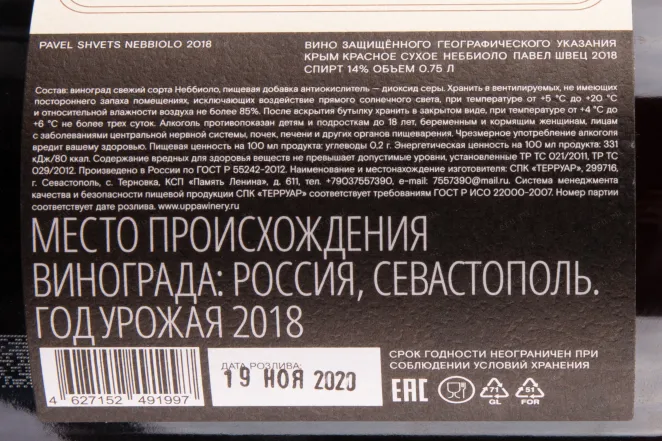 PAVEL SHVETS NEBBIOLO 2018
ВИНО ЗАЩИЩЁННОГО ГЕОГРАФИЧЕСКОГО УКАЗАНИЯ
КРЫМ КРАСНОЕ СУХОЕ НЕББИОЛО ПАВЕЛ ШВЕЦ 2018
СПИРТ 14% ОБЪЕМ 0.75 Л
Состав: виноград свежий сорта Неббиоло, пищевая добавка антиокислитель — диоксид серы. Хранить в вентилируемых, не имеющих
постороннего запаха помещениях, исключающих воздействие прямого солнечного света, при температуре от +5 °C до +20 °C
и относительной влажности воздуха не более 85%. После вскрытия бутылку хранить в закрытом виде, при температуре от +4 °C до
+6 °C не более трех суток. Алкоголь противопоказан детям и подросткам до 18 лет, беременным и кормящим женщинам, лицам
с заболеваниями центральной нервной системы, почек, печени и других органов пищеварения. Чрезмерное употребление алкоголя
вредит вашему здоровью. Пищевая ценность на 100 мл продукта: углеводы 0.2 г. Энергетическая ценность на 100 мл продукта: 331
кДж/80 ккал. Содержание вредных для здоровья веществ не превышает допустимые уровни, установленные ТР ТС 021/2011, ТР ТС
029/2012. Произведено в России по ГОСТ Р 55242-2012. Наименование и местонахождение изготовителя: СПК «ТЕРРУАР», 299716,
г. Севастополь, с. Терновка, КСП «Память Ленина», д. 611, тел. +79037557390, e-mail: 7557390@mail.ru. Система менеджмента
качества и безопасности пищевой продукции СПК «ТЕРРУАР» соответствует требованиям ГОСТ Р ИСО 22000-2007. Номер партии
соответствует дате розлива. www.uppawinery.ru
МЕСТО ПРОИСХОЖДЕНИЯ
ВИНОГРАДА: РОССИЯ, СЕВАСТОПОЛЬ.
ГОД УРОЖАЯ 2018
ДАТА РОЗЛИВА:
19 НОЯ 2020
4 627152 491997
СРОК ГОДНОСТИ НЕОГРАНИЧЕН ПРИ
СОБЛЮДЕНИИ УСЛОВИЙ ХРАНЕНИЯ
EAC
71 51
GL FOR